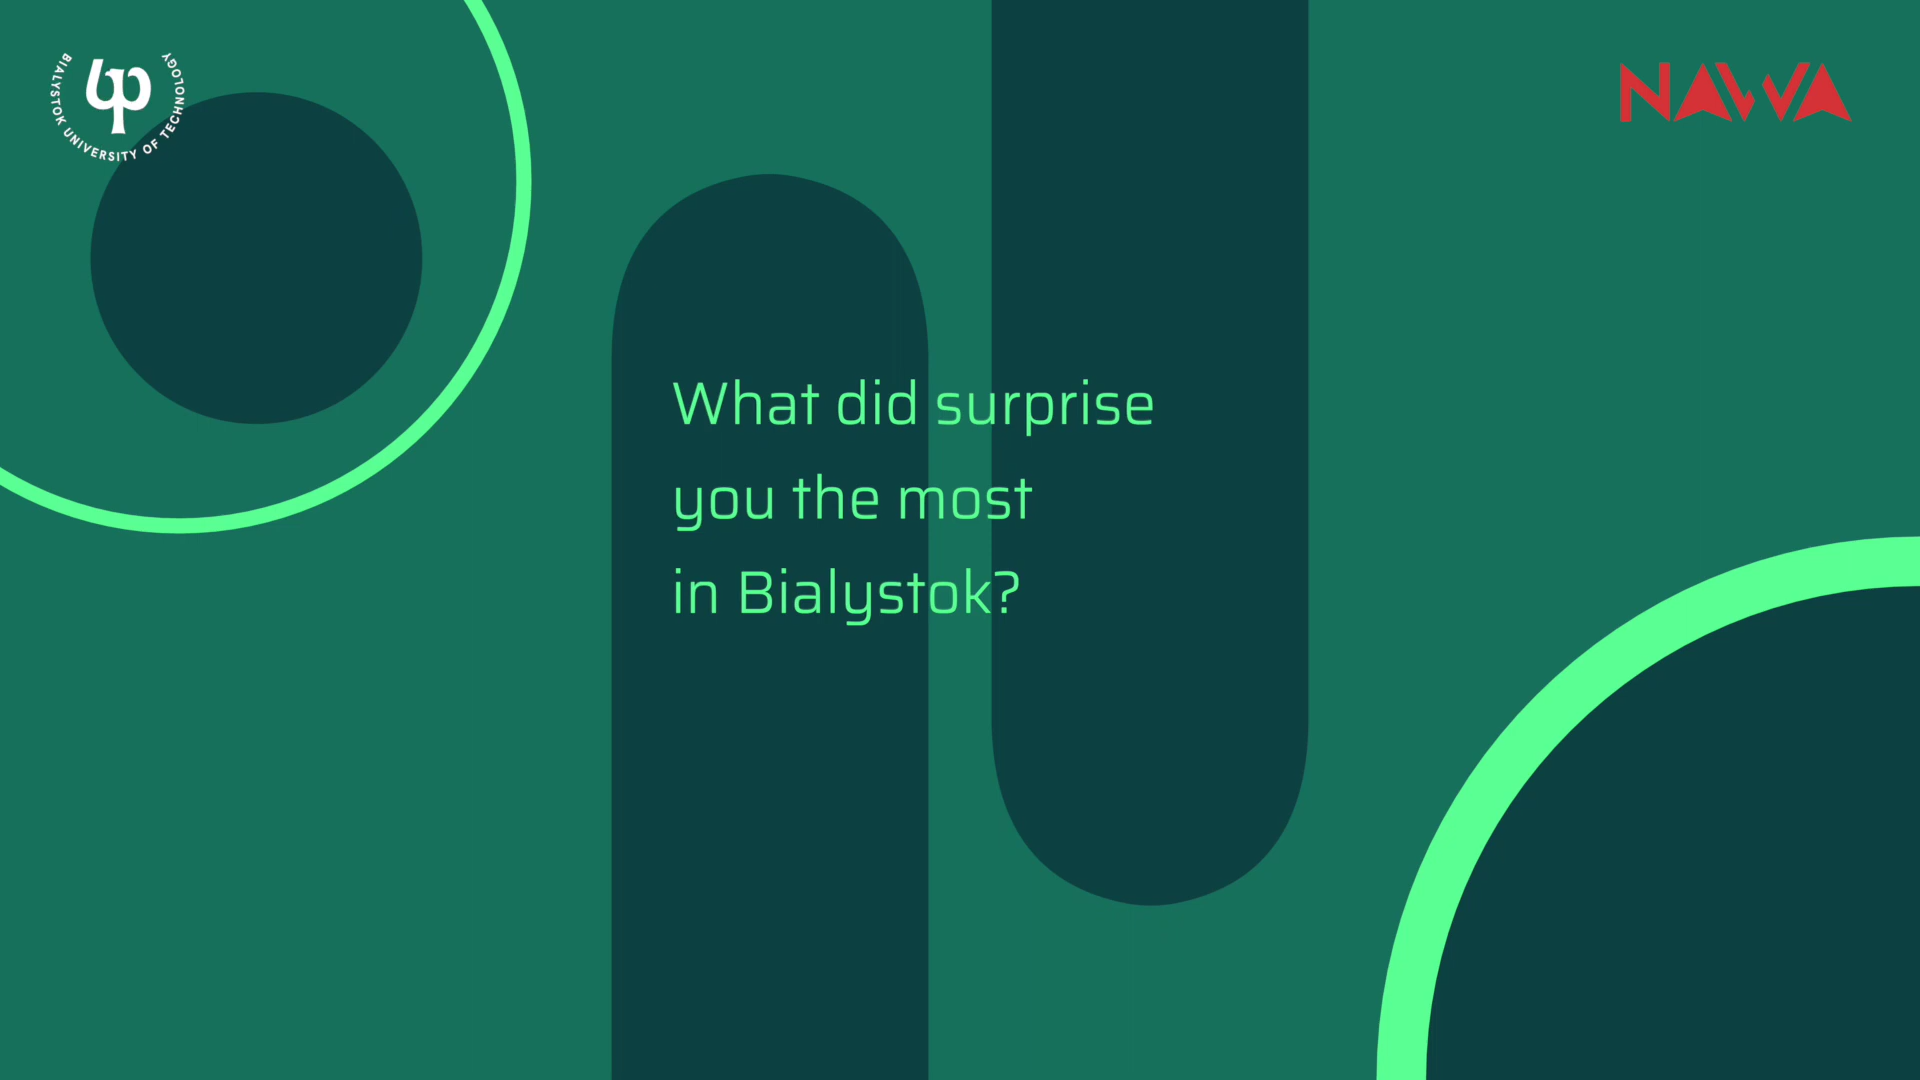 BIALYSTOK UNIVERSITY OF TECHNOLOGY
NAWA
What did surprise
you the most
in Bialystok?